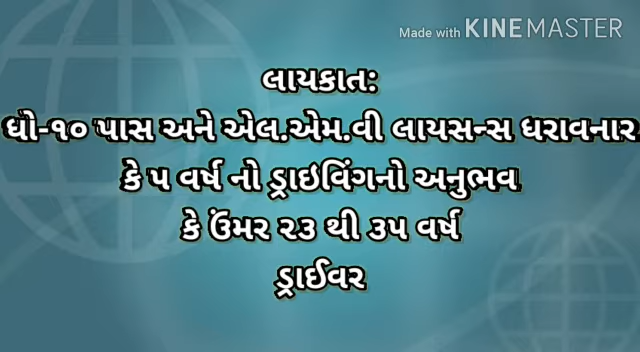 Made with KINEMASTER
લાયકાત:
ધો-૧૦ પાસ અને એલ.એમ.વી લાયસન્સ ધરાવનાર
કે ૫ વર્ષ નો ડ્રાઇવિંગનો અનુભવ
કે ઉંમર ૨૩ થી ૩૫ વર્ષ
ડ્રાઈવર